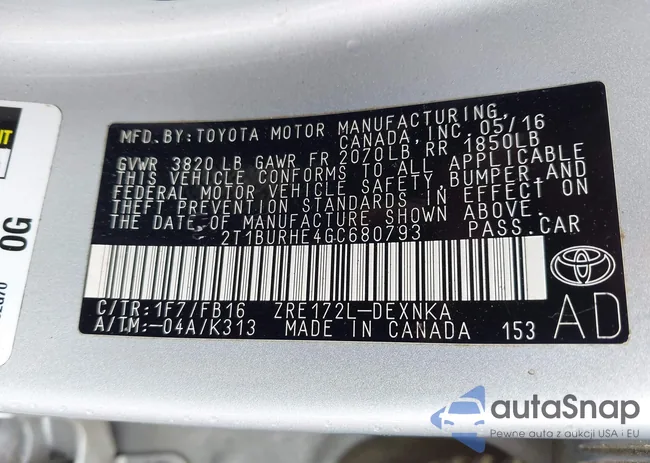 MFD.BY:TOYOTA MOTOR MANUFACTURING,
CANADA, INC. 05/16
GVWR 3820 LB GAWR FR 2070LB, RR 1850LB
THIS VEHICLE CONFORMS TO ALL APPLICABLE
FEDERAL MOTOR VEHICLE SAFETY, BUMPER, AND
THEFT PREVENTION STANDARDS IN EFFECT ON
THE DATE OF MANUFACTURE SHOWN ABOVE.
2T1BURHE4GC680793 PASS.CAR
C/TR:1F7/FB16 ZRE172L-DEXNKA
A/TM:-04A/K313 MADE IN CANADA 153
AD
OG
autoSnap
Pewne auto z aukcji USA i EU